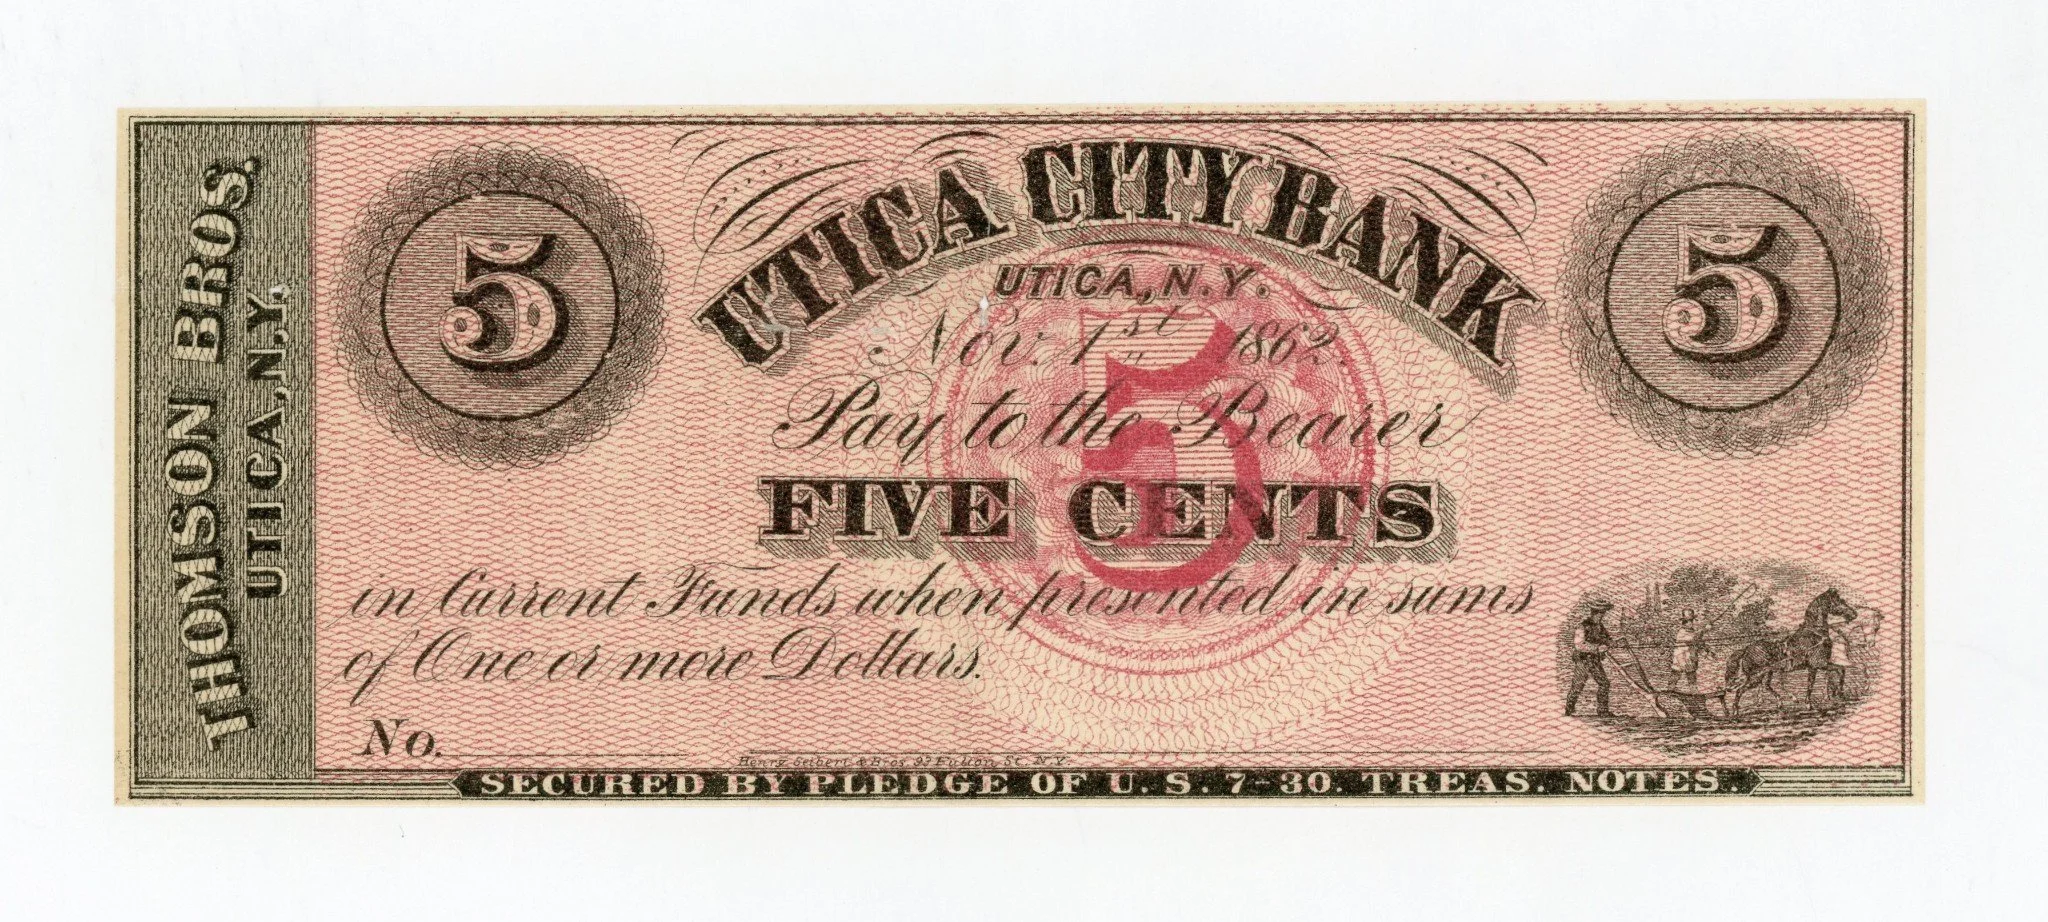 THOMSON BROS.
UTICA, N.Y.
5
UTICA CITY BANK
5
UTICA, N.Y.
Nov. 1st 1862.
5
Pay to the Bearer
FIVE CENTS
in Current Funds when presented in sums
of One or more Dollars.
No.
Henry Seibert & Bros 93 Fulton St. N.Y.
SECURED BY PLEDGE OF U. S. 7-30. TREAS. NOTES.